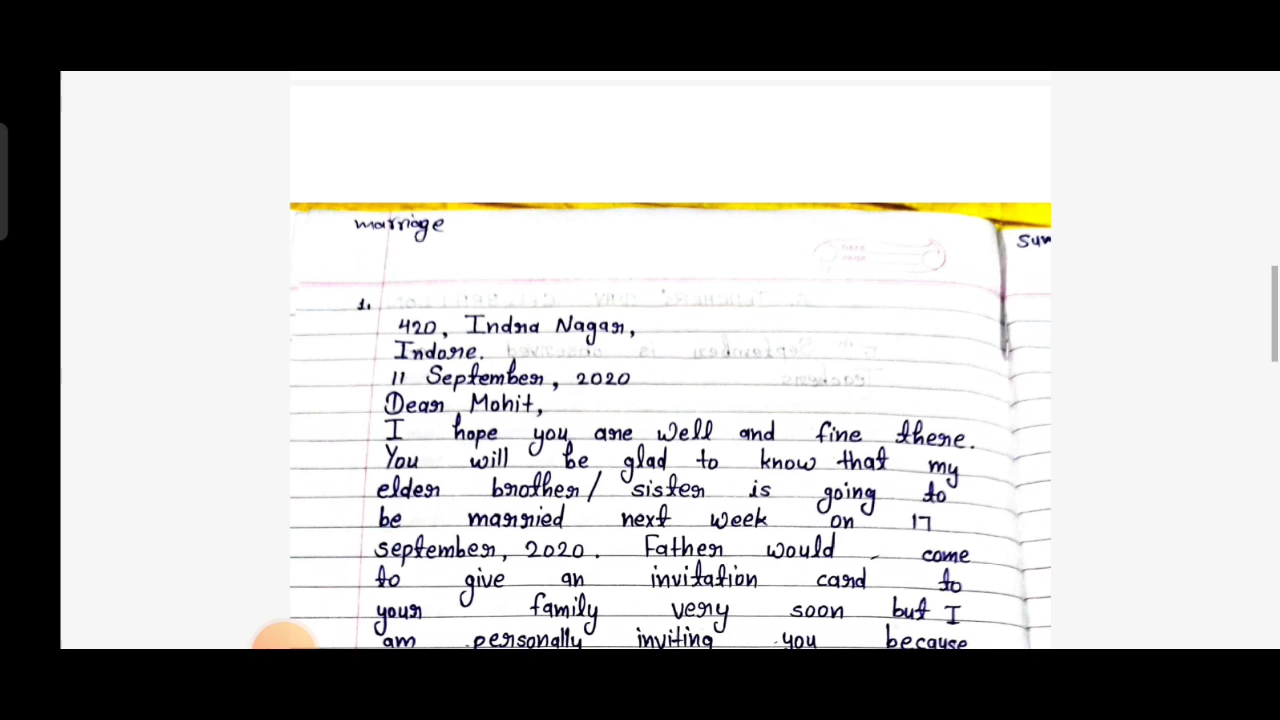 marriage
Sum
1.
420, Indra Nagar,
Indore.
11 September, 2020
Dear Mohit,
I hope you are well and fine there.
You will be glad to know that my
elder brother/ sister is going to
be married next week on 17
september, 2020. Father would come
to give an invitation card to
your family very soon but I
am personally inviting you because